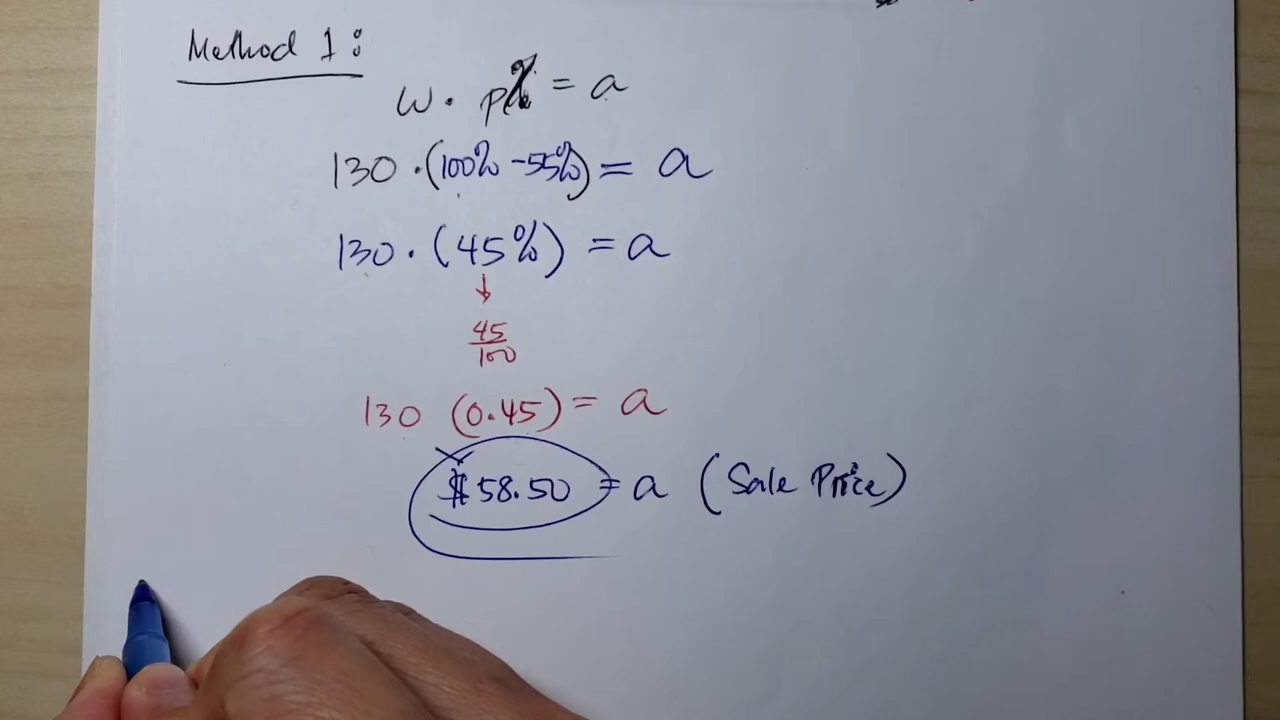 Method 1:
w · p% = a
130 · (100% - 55%) = a
130 · (45%) = a
↓
45/100
130 (0.45) = a
$58.50 = a (Sale Price)